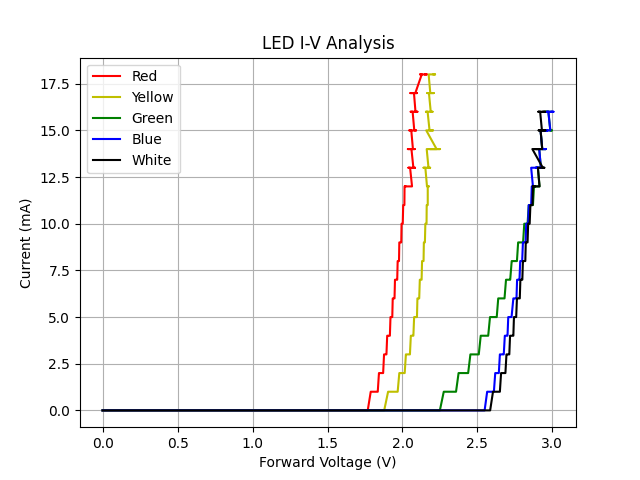 LED I-V Analysis
Red
Yellow
Green
Blue
White
Current (mA)
17.5
15.0
12.5
10.0
7.5
5.0
2.5
0.0
0.0 0.5 1.0 1.5 2.0 2.5 3.0
Forward Voltage (V)